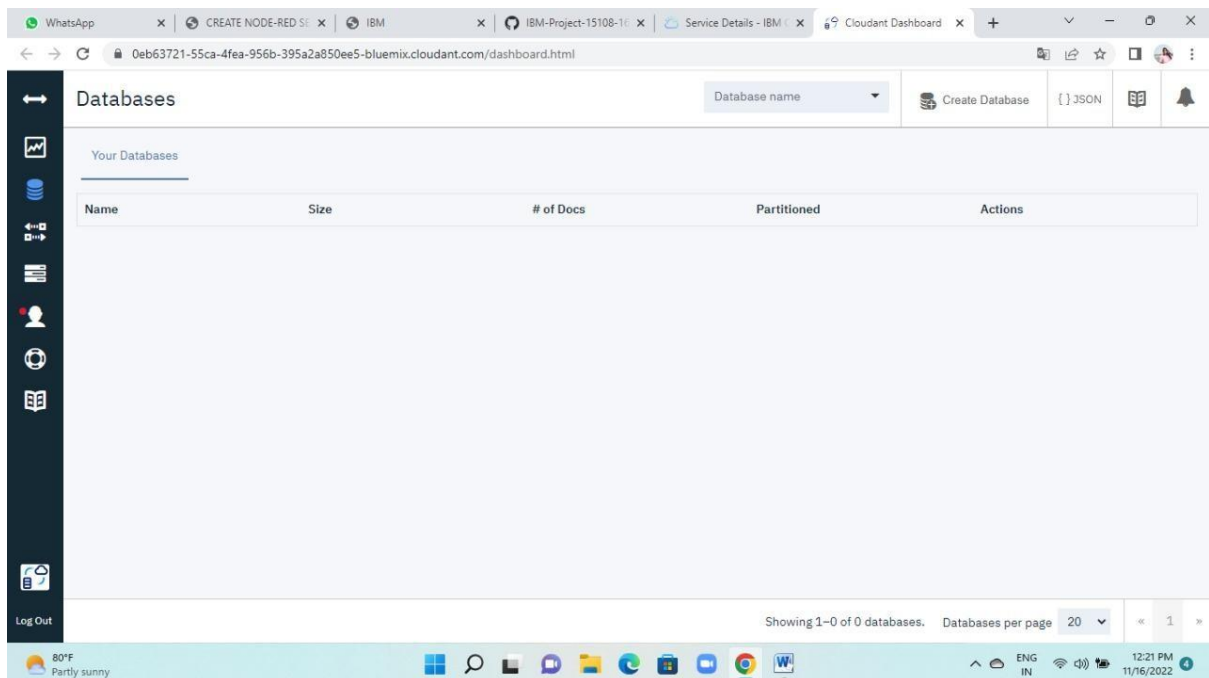 WhatsApp
CREATE NODE-RED SE
IBM
IBM-Project-15108-16
Service Details - IBM C
Cloudant Dashboard
0eb63721-55ca-4fea-956b-395a2a850ee5-bluemix.cloudant.com/dashboard.html
Databases
Database name
Create Database
{ } JSON
Your Databases
Name Size # of Docs Partitioned Actions
Log Out
Showing 1–0 of 0 databases. Databases per page 20 « 1 »
80°F
Partly sunny
ENG
IN
12:21 PM
11/16/2022
4